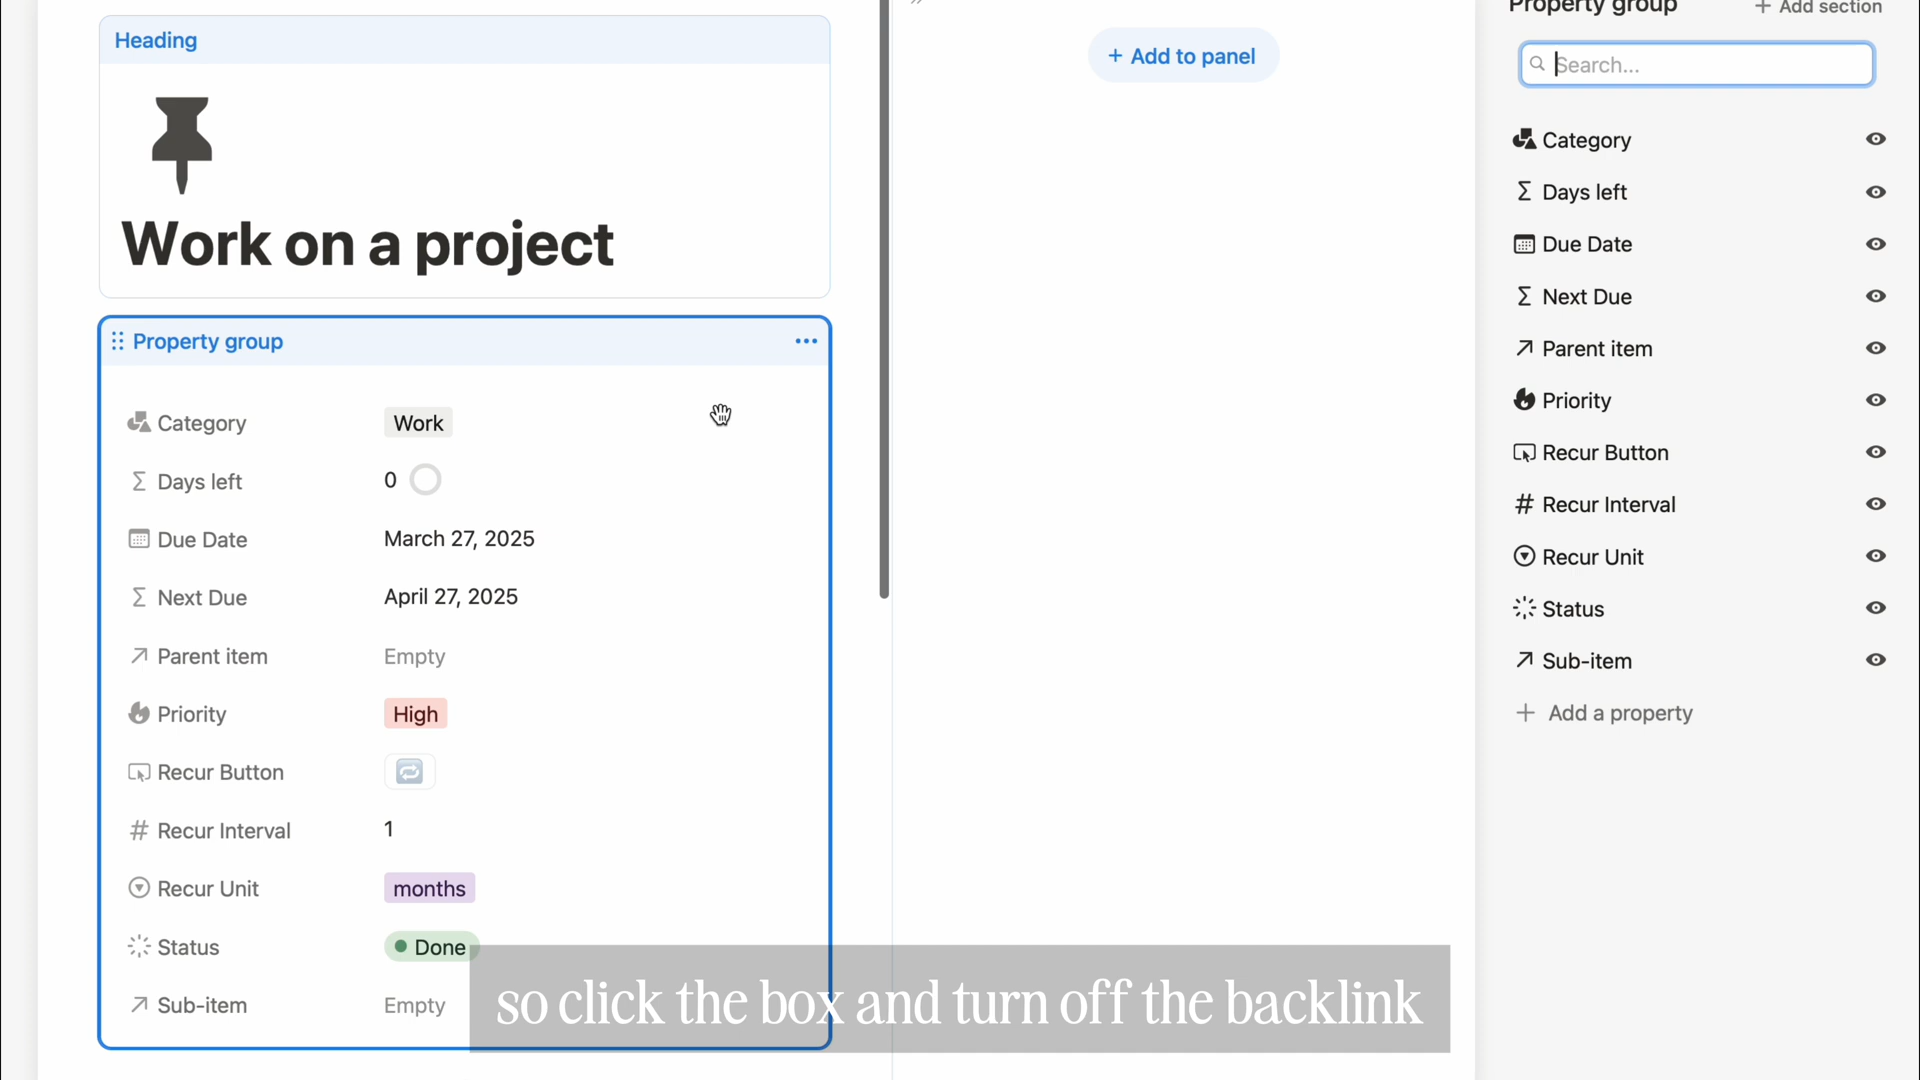 Heading
Work on a project
Property group
Category Work
Days left 0
Due Date March 27, 2025
Next Due April 27, 2025
Parent item Empty
Priority High
Recur Button
Recur Interval 1
Recur Unit months
Status Done
Sub-item Empty
+ Add to panel
Property group + Add section
Search...
Category
Days left
Due Date
Next Due
Parent item
Priority
Recur Button
Recur Interval
Recur Unit
Status
Sub-item
+ Add a property
so click the box and turn off the backlink